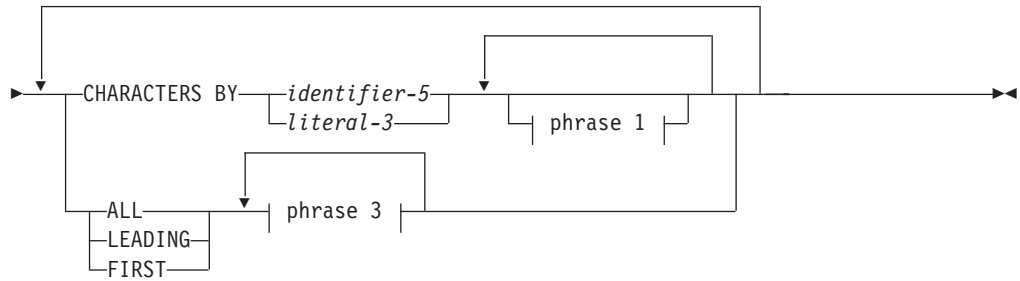 CHARACTERS BY identifier-5
literal-3
phrase 1
ALL
phrase 3
LEADING
FIRST